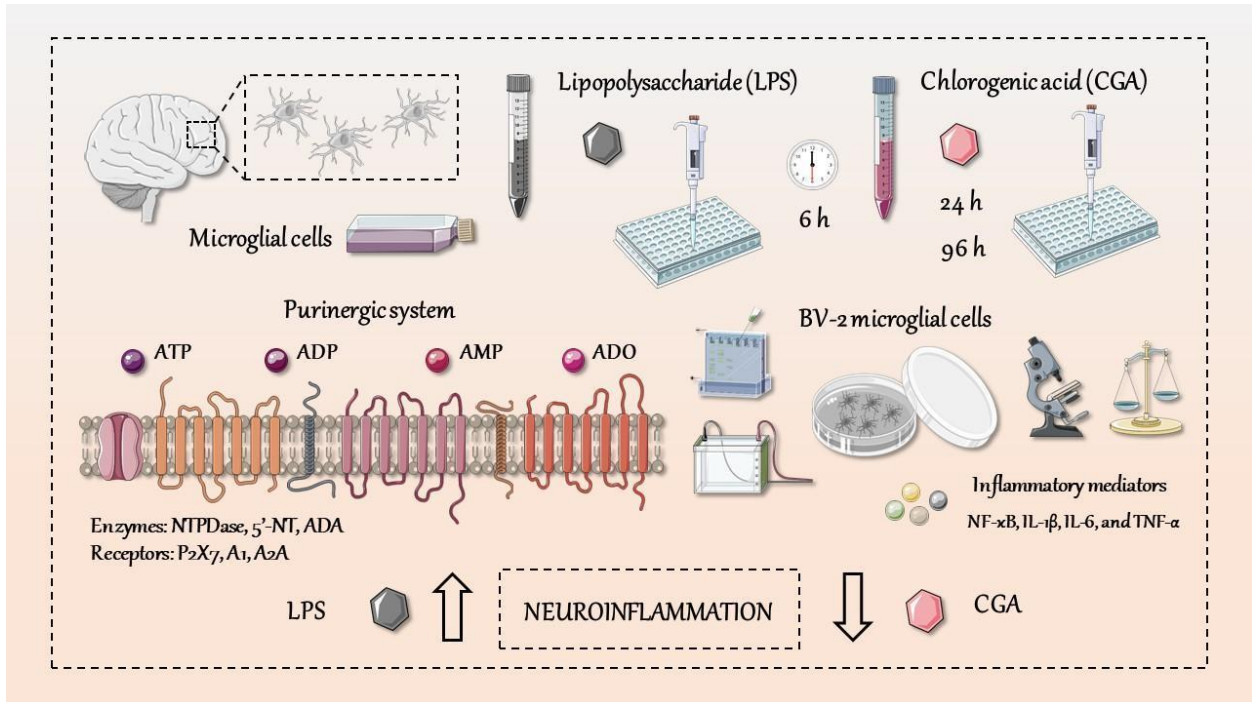 Lipopolysaccharide (LPS)
Chlorogenic acid (CGA)
6 h
24 h
96 h
Microglial cells
Purinergic system
ATP
ADP
AMP
ADO
BV-2 microglial cells
Enzymes: NTPDase, 5'-NT, ADA
Receptors: P2X7, A1, A2A
Inflammatory mediators
NF-κB, IL-1β, IL-6, and TNF-α
LPS
NEUROINFLAMMATION
CGA